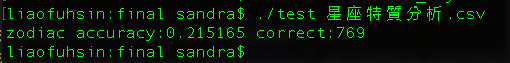 liaofuhsin:final sandra$ ./test 星座特質分析.csv
zodiac accuracy:0.215165 correct:769
liaofuhsin:final sandra$